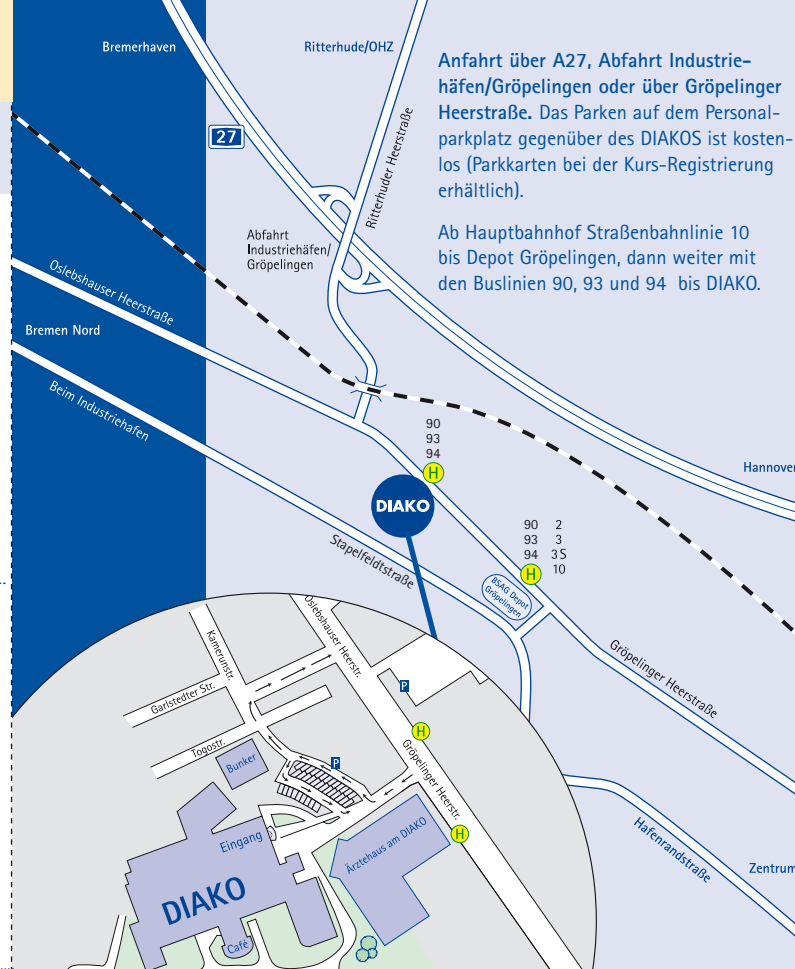 Bremerhaven
Ritterhude/OHZ
Anfahrt über A27, Abfahrt Industrie-
häfen/Gröpelingen oder über Gröpelinger
Heerstraße. Das Parken auf dem Personal-
parkplatz gegenüber des DIAKOS ist kosten-
los (Parkkarten bei der Kurs-Registrierung
erhältlich).
Ab Hauptbahnhof Straßenbahnlinie 10
bis Depot Gröpelingen, dann weiter mit
den Buslinien 90, 93 und 94 bis DIAKO.
27
Ritterhuder Heerstraße
Abfahrt
Industriehäfen/
Gröpelingen
Oslebshauser Heerstraße
Bremen Nord
Beim Industriehafen
90
93
94
H
Hannover
DIAKO
90 2
93 3
94 3S
10
H
Stapelfeldtstraße
BSAG Depot
Gröpelingen
Gröpelinger Heerstraße
Oslebshauser Heerstr.
Kamerunstr.
Garlstedter Str.
Togostr.
P
H
Bunker
P
Gröpelinger Heerstr.
H
Eingang
Ärztehaus am DIAKO
DIAKO
Café
Hafenrandstraße
Zentrum